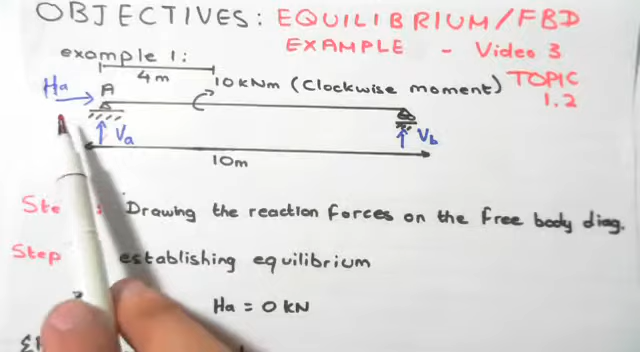 OBJECTIVES: EQUILIBRIUM/FBD
EXAMPLE - Video 3
TOPIC
1.2
example 1:
4m
10kNm (Clockwise moment)
Ha
A
Va
Vb
10m
Drawing the reaction forces on the free body diag.
Step establishing equilibrium
Ha = 0 kN